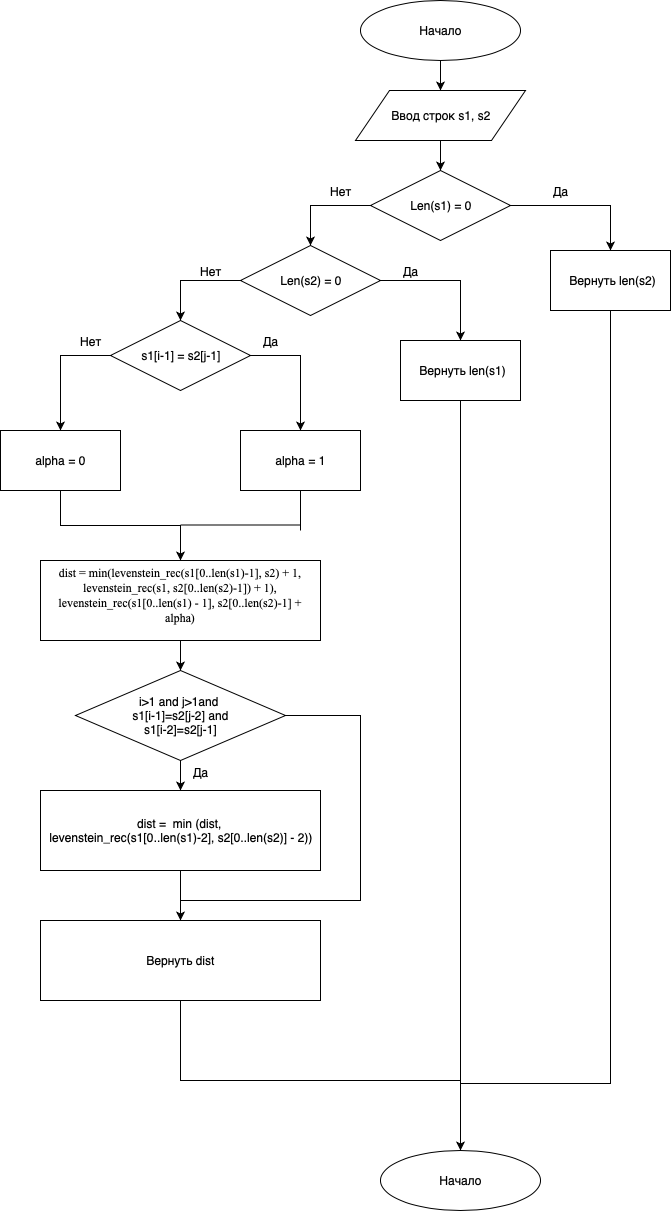 Начало
Ввод строк s1, s2
Нет
Да
Len(s1) = 0
Нет
Да
Len(s2) = 0
Вернуть len(s2)
Нет
Да
s1[i-1] = s2[j-1]
Вернуть len(s1)
alpha = 0
alpha = 1
dist = min(levenstein_rec(s1[0..len(s1)-1], s2) + 1,
levenstein_rec(s1, s2[0..len(s2)-1]) + 1),
levenstein_rec(s1[0..len(s1) - 1], s2[0..len(s2)-1] +
alpha)
i>1 and j>1and
s1[i-1]=s2[j-2] and
s1[i-2]=s2[j-1]
Да
dist = min (dist,
levenstein_rec(s1[0..len(s1)-2], s2[0..len(s2)] - 2))
Вернуть dist
Начало